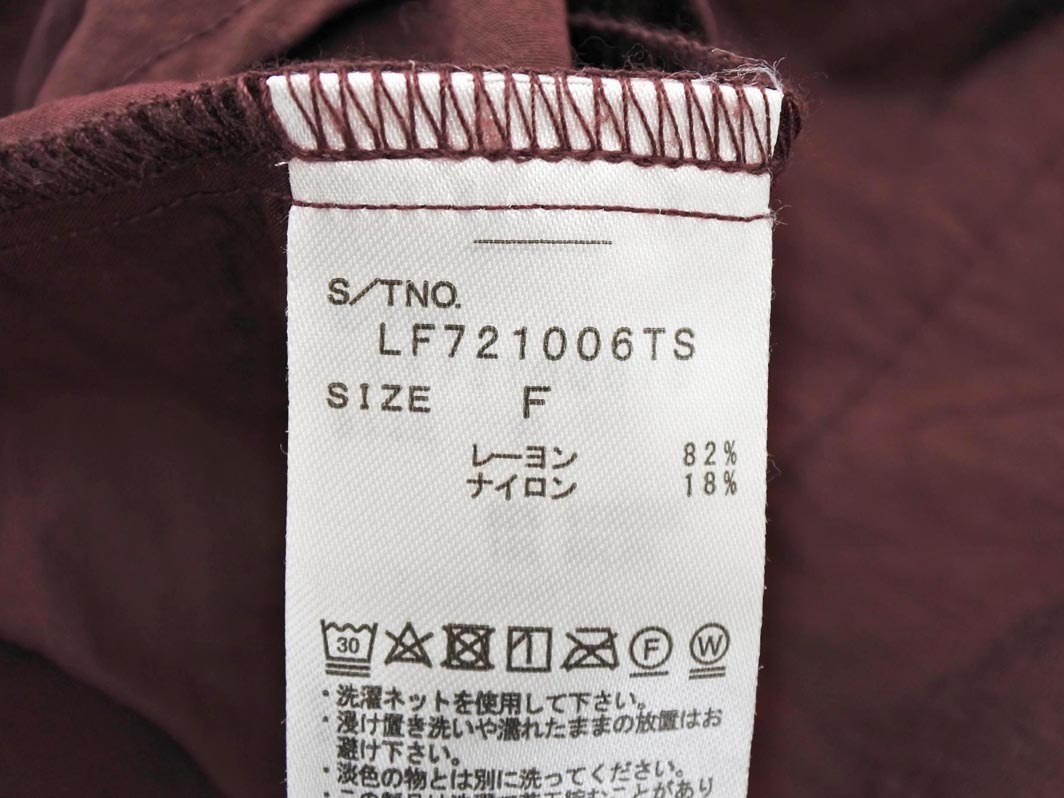 S/TNO.
LF721006TS
SIZE F
レーヨン 82%
ナイロン 18%
30 F W
・洗濯ネットを使用して下さい。
・浸け置き洗いや濡れたままの放置はお
避け下さい。
・淡色の物とは別に洗ってください。